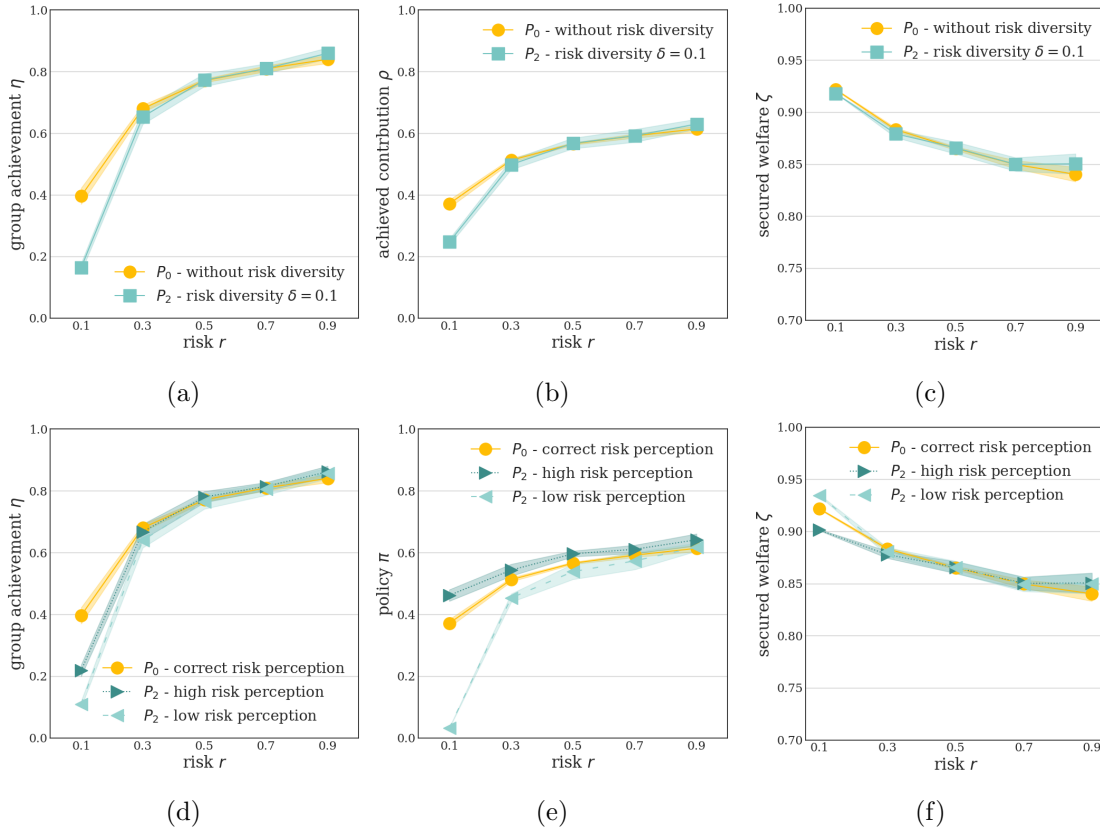 group achievement η
1.0
0.8
0.6
0.4
0.2
0.0
P₀ - without risk diversity
P₂ - risk diversity δ = 0.1
0.1 0.3 0.5 0.7 0.9
risk r
(a)
achieved contribution ρ
1.0
0.8
0.6
0.4
0.2
0.0
P₀ - without risk diversity
P₂ - risk diversity δ = 0.1
0.1 0.3 0.5 0.7 0.9
risk r
(b)
secured welfare ζ
1.00
0.95
0.90
0.85
0.80
0.75
0.70
P₀ - without risk diversity
P₂ - risk diversity δ = 0.1
0.1 0.3 0.5 0.7 0.9
risk r
(c)
group achievement η
1.0
0.8
0.6
0.4
0.2
0.0
P₀ - correct risk perception
P₂ - high risk perception
P₂ - low risk perception
0.1 0.3 0.5 0.7 0.9
risk r
(d)
policy π
1.0
0.8
0.6
0.4
0.2
0.0
P₀ - correct risk perception
P₂ - high risk perception
P₂ - low risk perception
0.1 0.3 0.5 0.7 0.9
risk r
(e)
secured welfare ζ
1.00
0.95
0.90
0.85
0.80
0.75
0.70
P₀ - correct risk perception
P₂ - high risk perception
P₂ - low risk perception
0.1 0.3 0.5 0.7 0.9
risk r
(f)